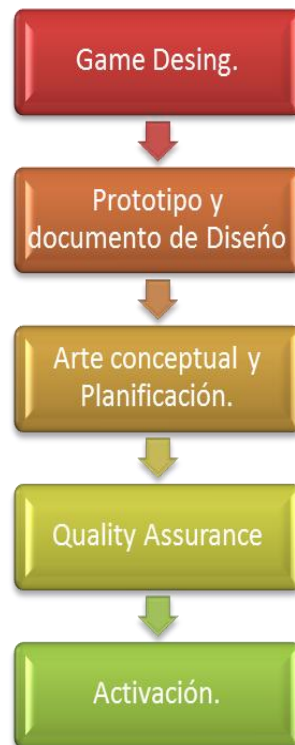 Game Desing.
Prototipo y
documento de Diseño
Arte conceptual y
Planificación.
Quality Assurance
Activación.